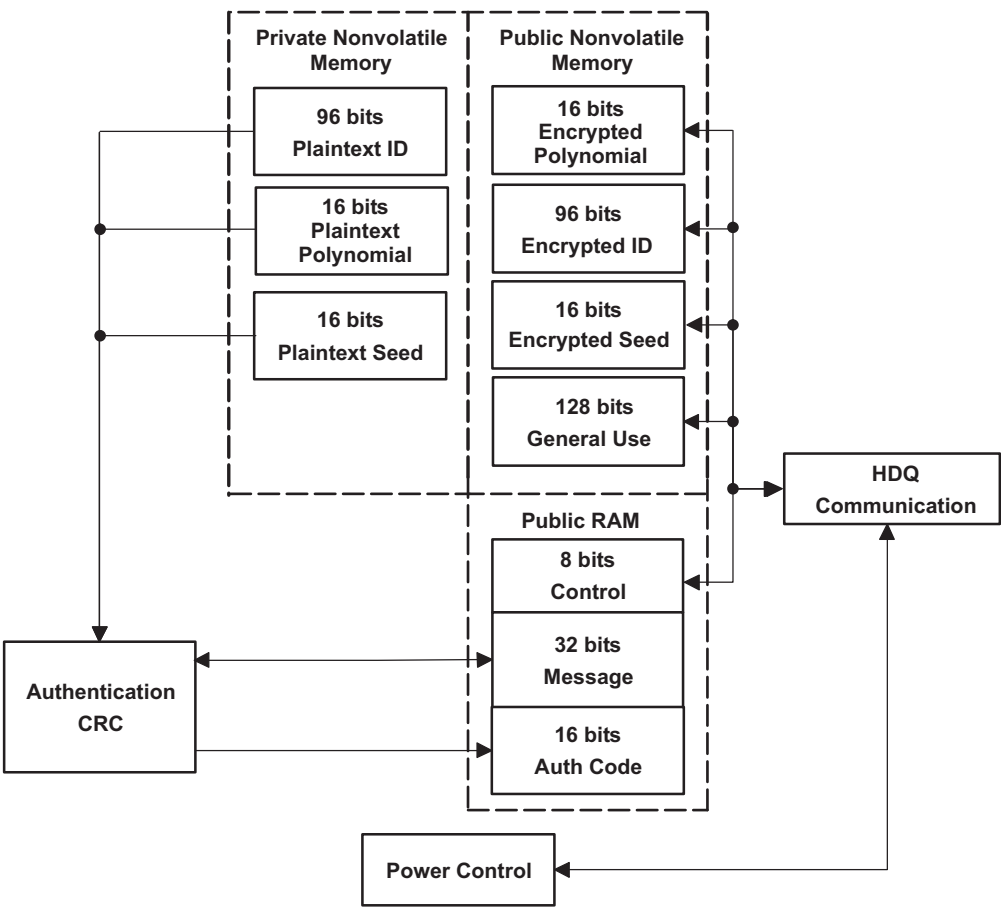 Private Nonvolatile
Memory
96 bits
Plaintext ID
16 bits
Plaintext
Polynomial
16 bits
Plaintext Seed
Public Nonvolatile
Memory
16 bits
Encrypted
Polynomial
96 bits
Encrypted ID
16 bits
Encrypted Seed
128 bits
General Use
HDQ
Communication
Public RAM
8 bits
Control
32 bits
Message
16 bits
Auth Code
Authentication
CRC
Power Control